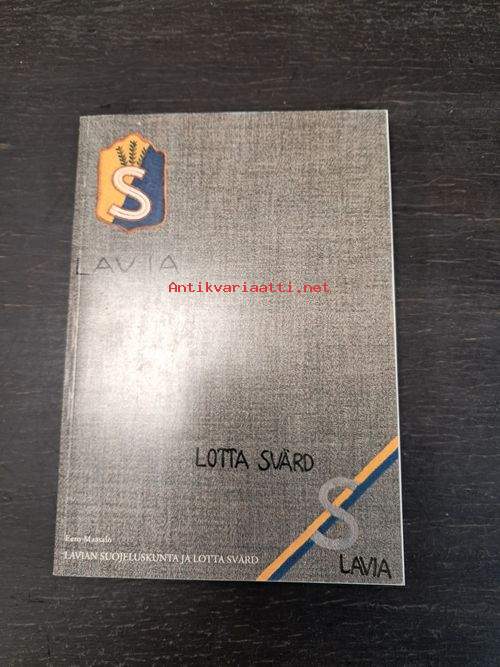 S
LAVIA
Antikvariaatti.net
LOTTA SVÄRD
S
Eero Maasalo
LAVIAN SUOJELUSKUNTA JA LOTTA SVÄRD
LAVIA